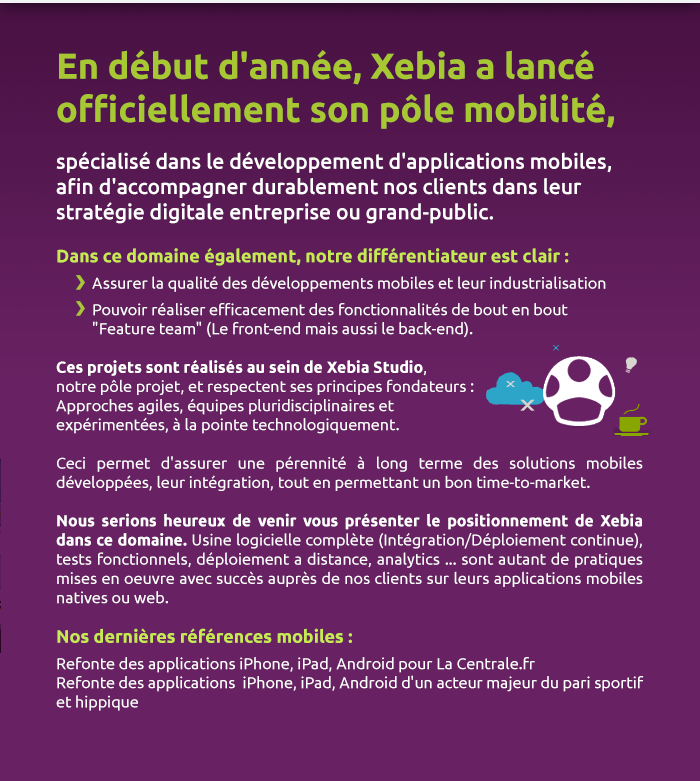 En début d'année, Xebia a lancé
officiellement son pôle mobilité,
spécialisé dans le développement d'applications mobiles,
afin d'accompagner durablement nos clients dans leur
stratégie digitale entreprise ou grand-public.
Dans ce domaine également, notre différentiateur est clair :
❯ Assurer la qualité des développements mobiles et leur industrialisation
❯ Pouvoir réaliser efficacement des fonctionnalités de bout en bout
"Feature team" (Le front-end mais aussi le back-end).
Ces projets sont réalisés au sein de Xebia Studio,
notre pôle projet, et respectent ses principes fondateurs :
Approches agiles, équipes pluridisciplinaires et
expérimentées, à la pointe technologiquement.
Ceci permet d'assurer une pérennité à long terme des solutions mobiles
développées, leur intégration, tout en permettant un bon time-to-market.
Nous serions heureux de venir vous présenter le positionnement de Xebia
dans ce domaine. Usine logicielle complète (Intégration/Déploiement continue),
tests fonctionnels, déploiement a distance, analytics ... sont autant de pratiques
mises en oeuvre avec succès auprès de nos clients sur leurs applications mobiles
natives ou web.
Nos dernières références mobiles :
Refonte des applications iPhone, iPad, Android pour La Centrale.fr
Refonte des applications iPhone, iPad, Android d'un acteur majeur du pari sportif
et hippique